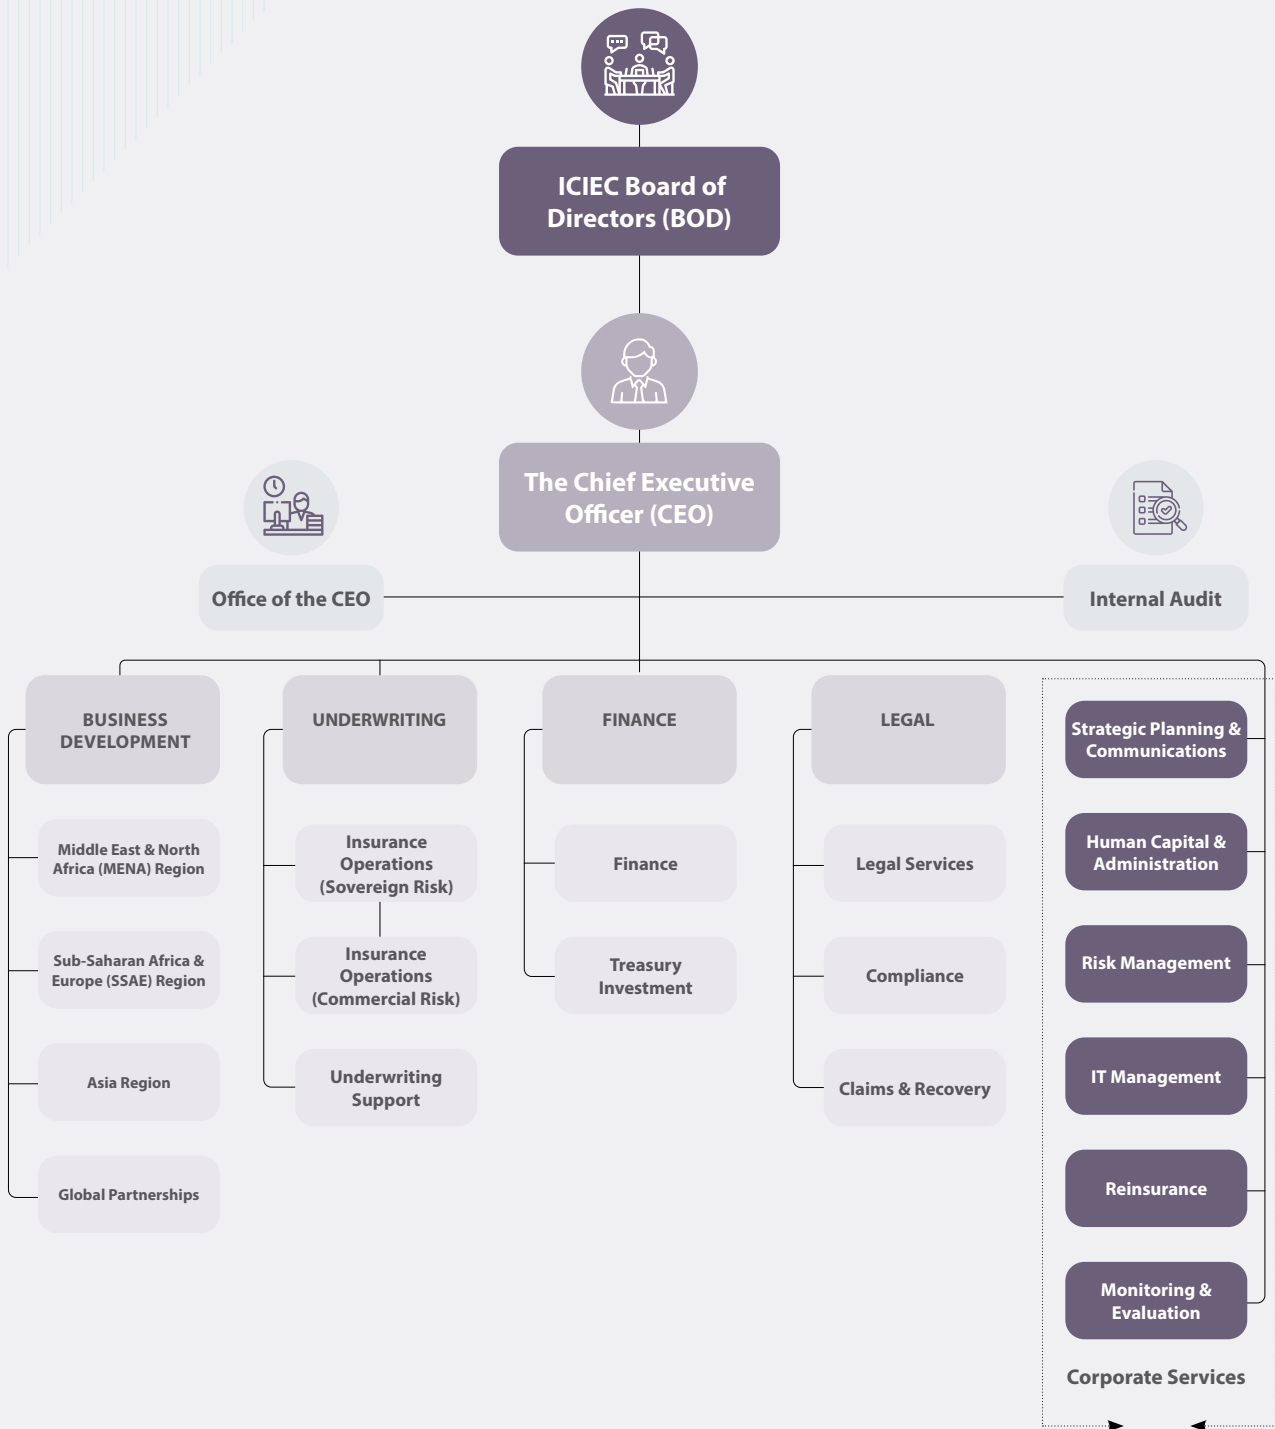 ICIEC Board of
Directors (BOD)
The Chief Executive
Officer (CEO)
Office of the CEO
Internal Audit
BUSINESS
DEVELOPMENT
Middle East & North
Africa (MENA) Region
Sub-Saharan Africa &
Europe (SSAE) Region
Asia Region
Global Partnerships
UNDERWRITING
Insurance
Operations
(Sovereign Risk)
Insurance
Operations
(Commercial Risk)
Underwriting
Support
FINANCE
Finance
Treasury
Investment
LEGAL
Legal Services
Compliance
Claims & Recovery
Strategic Planning &
Communications
Human Capital &
Administration
Risk Management
IT Management
Reinsurance
Monitoring &
Evaluation
Corporate Services